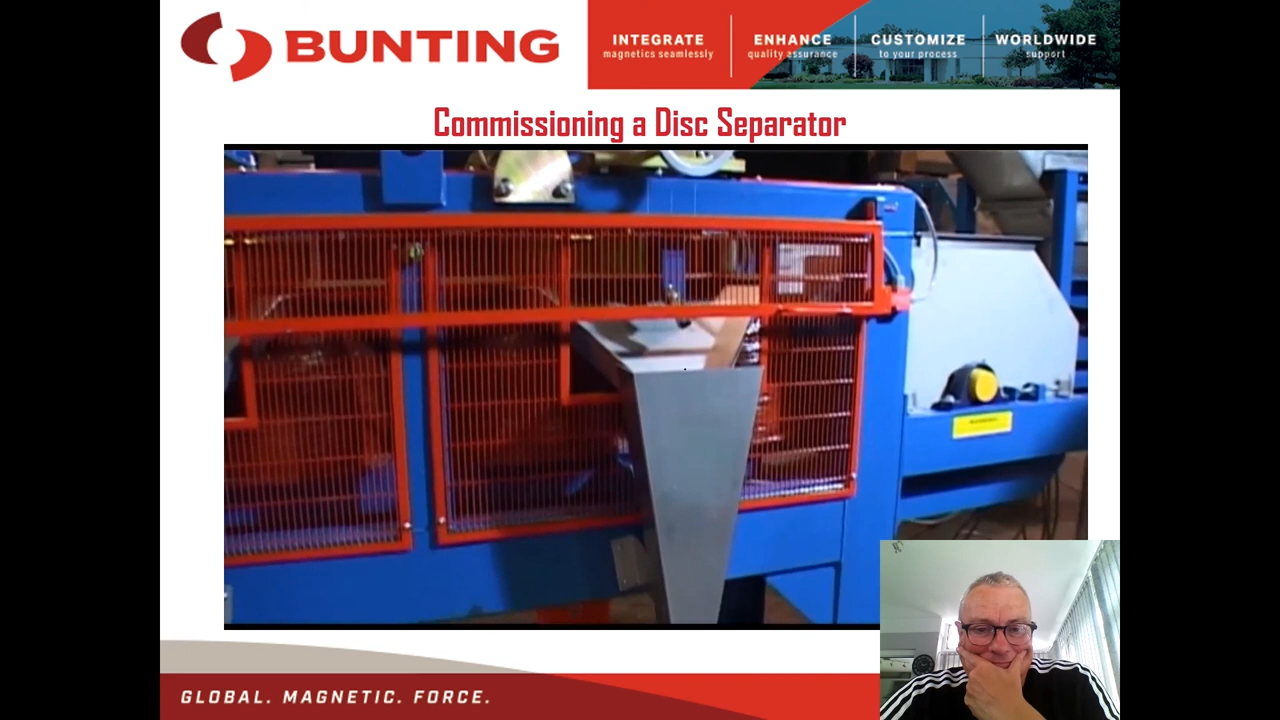 BUNTING
INTEGRATE
magnetics seamlessly
ENHANCE
quality assurance
CUSTOMIZE
to your process
WORLDWIDE
support
Commissioning a Disc Separator
GLOBAL. MAGNETIC. FORCE.